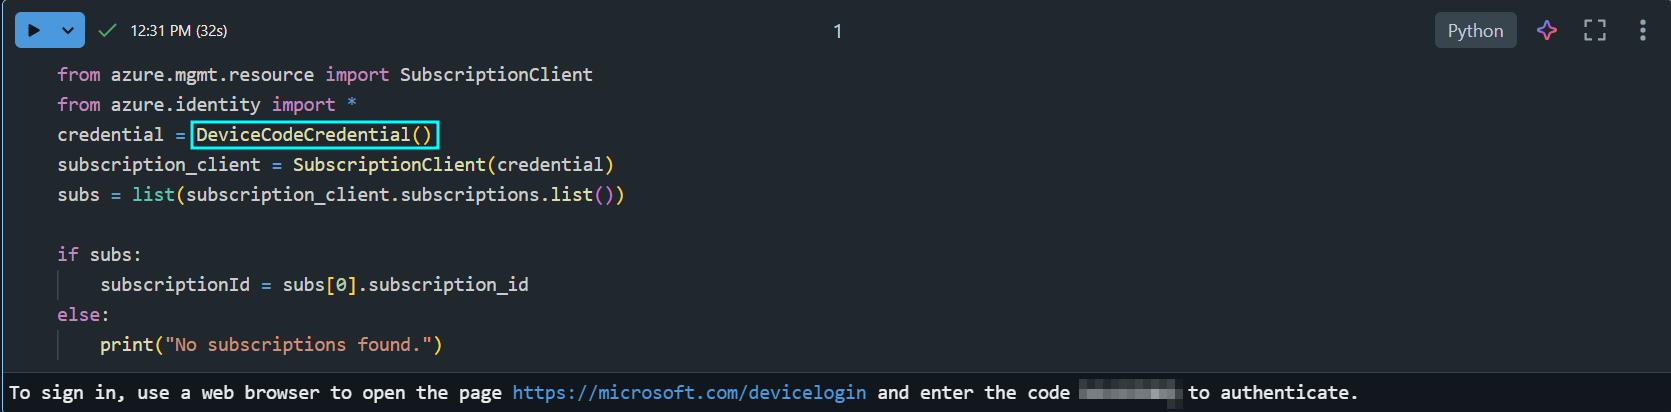 12:31 PM (32s)
1
Python
from azure.mgmt.resource import SubscriptionClient
from azure.identity import *
credential = DeviceCodeCredential()
subscription_client = SubscriptionClient(credential)
subs = list(subscription_client.subscriptions.list())
if subs:
    subscriptionId = subs[0].subscription_id
else:
    print("No subscriptions found.")
To sign in, use a web browser to open the page https://microsoft.com/devicelogin and enter the code to authenticate.